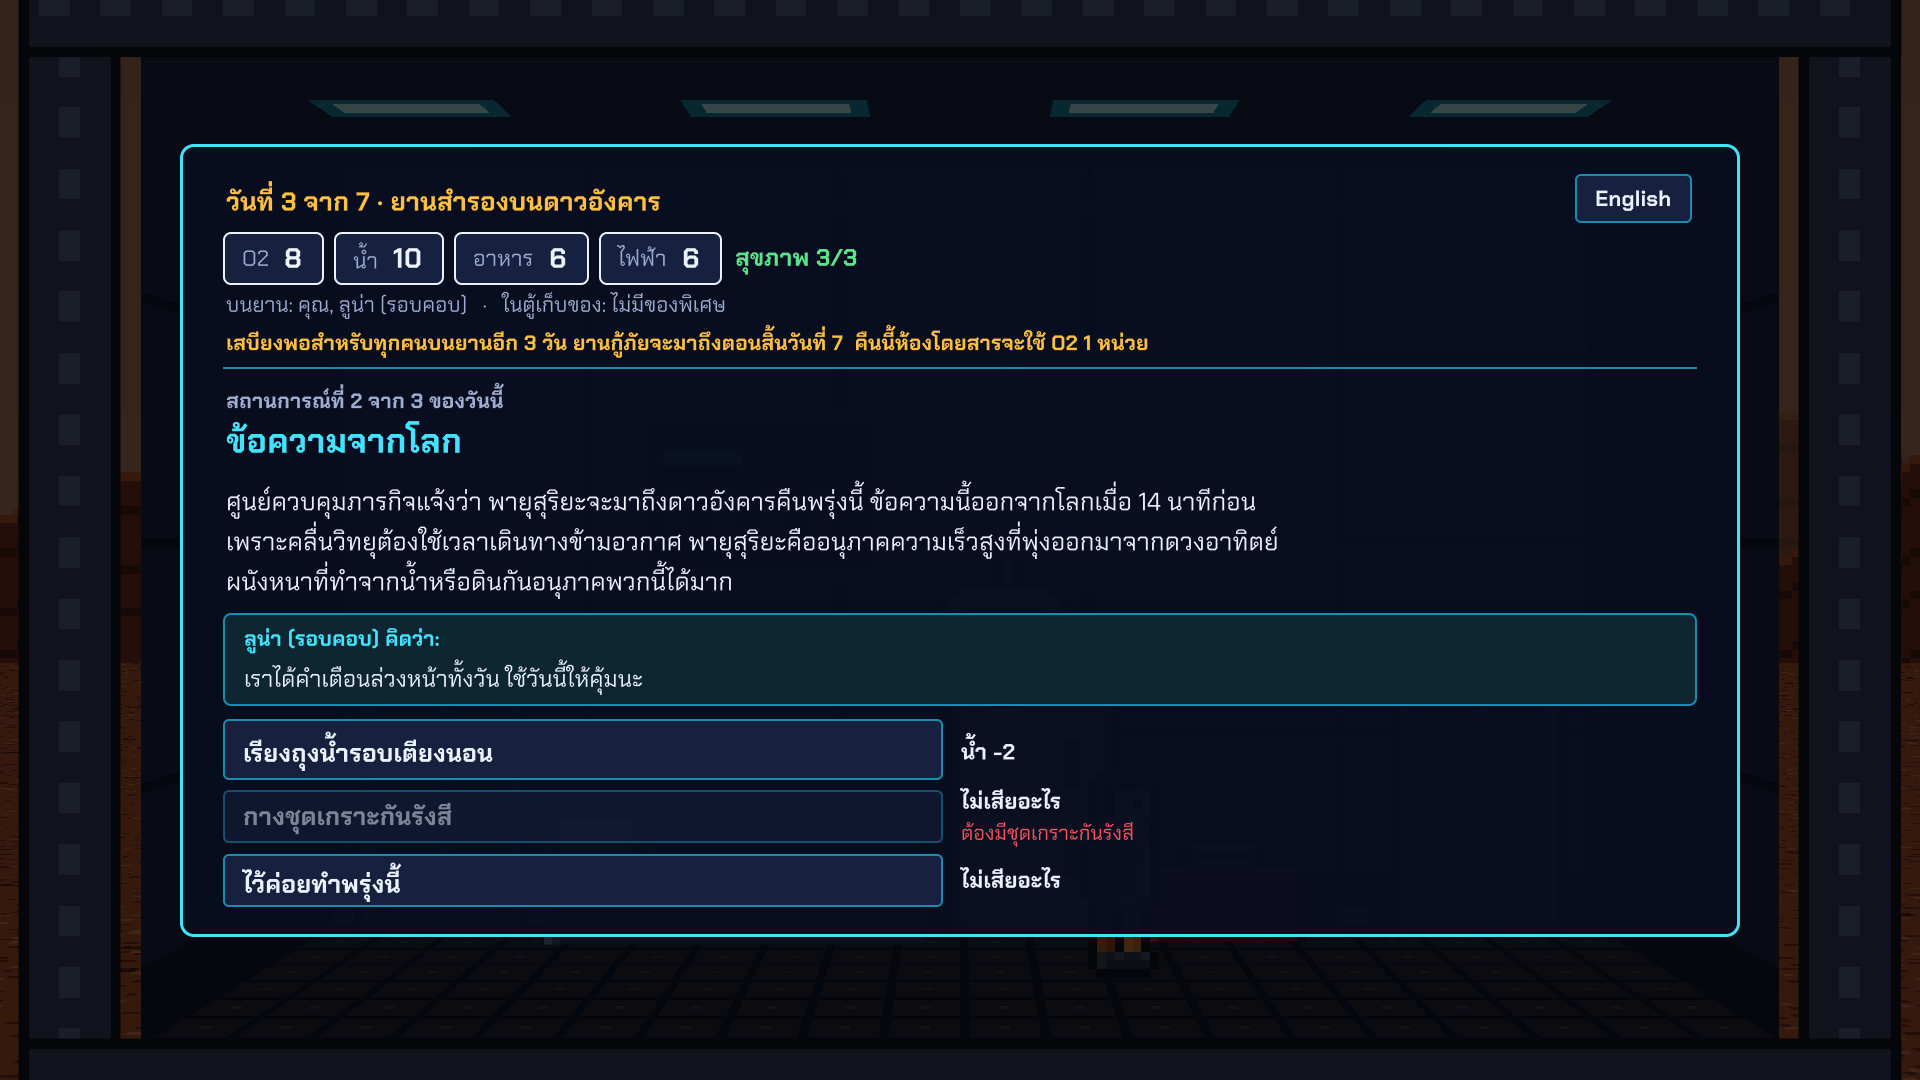 วันที่ 3 จาก 7 · ยานสำรองบนดาวอังคาร
English
O2 8 น้ำ 10 อาหาร 6 ไฟฟ้า 6 สุขภาพ 3/3
บนยาน: คุณ, ลูน่า (รอบคอบ) · ในตู้เก็บของ: ไม่มีของพิเศษ
เสบียงพอสำหรับทุกคนบนยานอีก 3 วัน ยานกู้ภัยจะมาถึงตอนสิ้นวันที่ 7 คืนนี้ห้องโดยสารจะใช้ O2 1 หน่วย
สถานการณ์ที่ 2 จาก 3 ของวันนี้
ข้อความจากโลก
ศูนย์ควบคุมภารกิจแจ้งว่า พายุสุริยะจะมาถึงดาวอังคารคืนพรุ่งนี้ ข้อความนี้ออกจากโลกเมื่อ 14 นาทีก่อน
เพราะคลื่นวิทยุต้องใช้เวลาเดินทางข้ามอวกาศ พายุสุริยะคืออนุภาคความเร็วสูงที่พุ่งออกมาจากดวงอาทิตย์
ผนังหนาที่ทำจากน้ำหรือดินกันอนุภาคพวกนี้ได้มาก
ลูน่า (รอบคอบ) คิดว่า:
เราได้คำเตือนล่วงหน้าทั้งวัน ใช้วันนี้ให้คุ้มนะ
เรียงถุงน้ำรอบเตียงนอน
น้ำ -2
กางชุดเกราะกันรังสี
ไม่เสียอะไร
ต้องมีชุดเกราะกันรังสี
ไว้ค่อยทำพรุ่งนี้
ไม่เสียอะไร